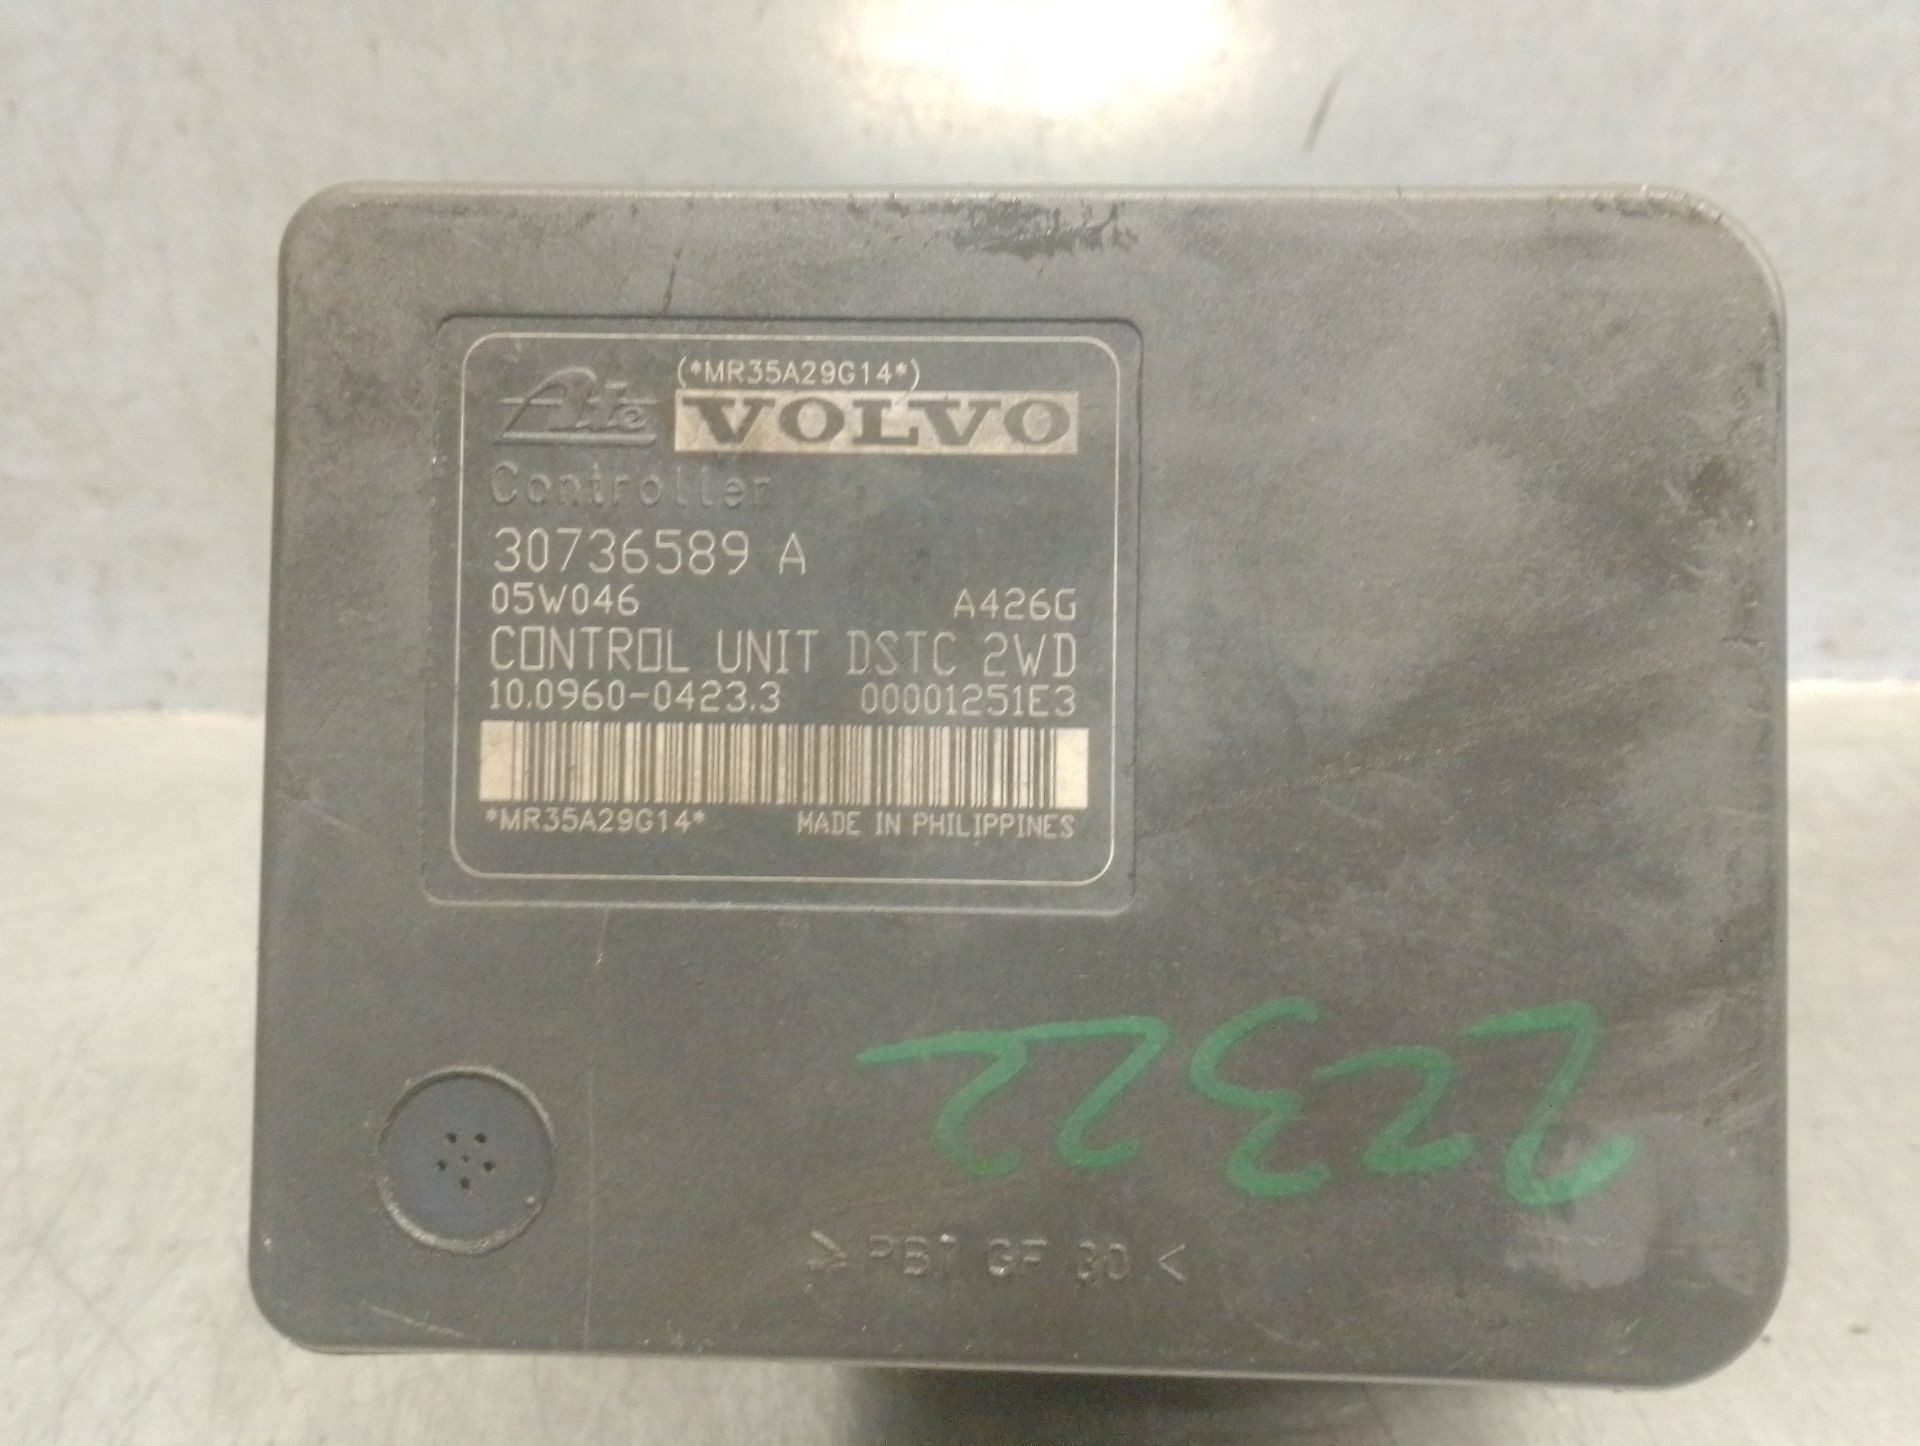 (*MR35A29G14*)
Ate VOLVO
Controller
30736589 A
05W046 A426G
CONTROL UNIT DSTC 2WD
10.0960-0423.3 00001251E3
*MR35A29G14* MADE IN PHILIPPINES
> PBT GF 30 <